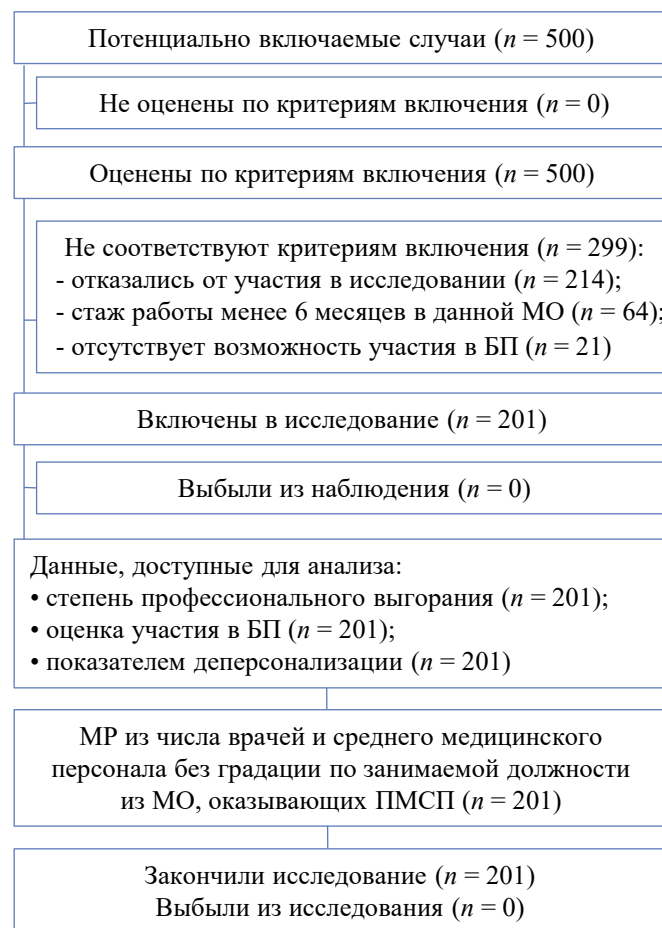 Потенциально включаемые случаи (n = 500)
Не оценены по критериям включения (n = 0)
Оценены по критериям включения (n = 500)
Не соответствуют критериям включения (n = 299):
- отказались от участия в исследовании (n = 214);
- стаж работы менее 6 месяцев в данной МО (n = 64);
- отсутствует возможность участия в БП (n = 21)
Включены в исследование (n = 201)
Выбыли из наблюдения (n = 0)
Данные, доступные для анализа:
• степень профессионального выгорания (n = 201);
• оценка участия в БП (n = 201);
• показателем деперсонализации (n = 201)
МР из числа врачей и среднего медицинского
персонала без градации по занимаемой должности
из МО, оказывающих ПМСП (n = 201)
Закончили исследование (n = 201)
Выбыли из исследования (n = 0)